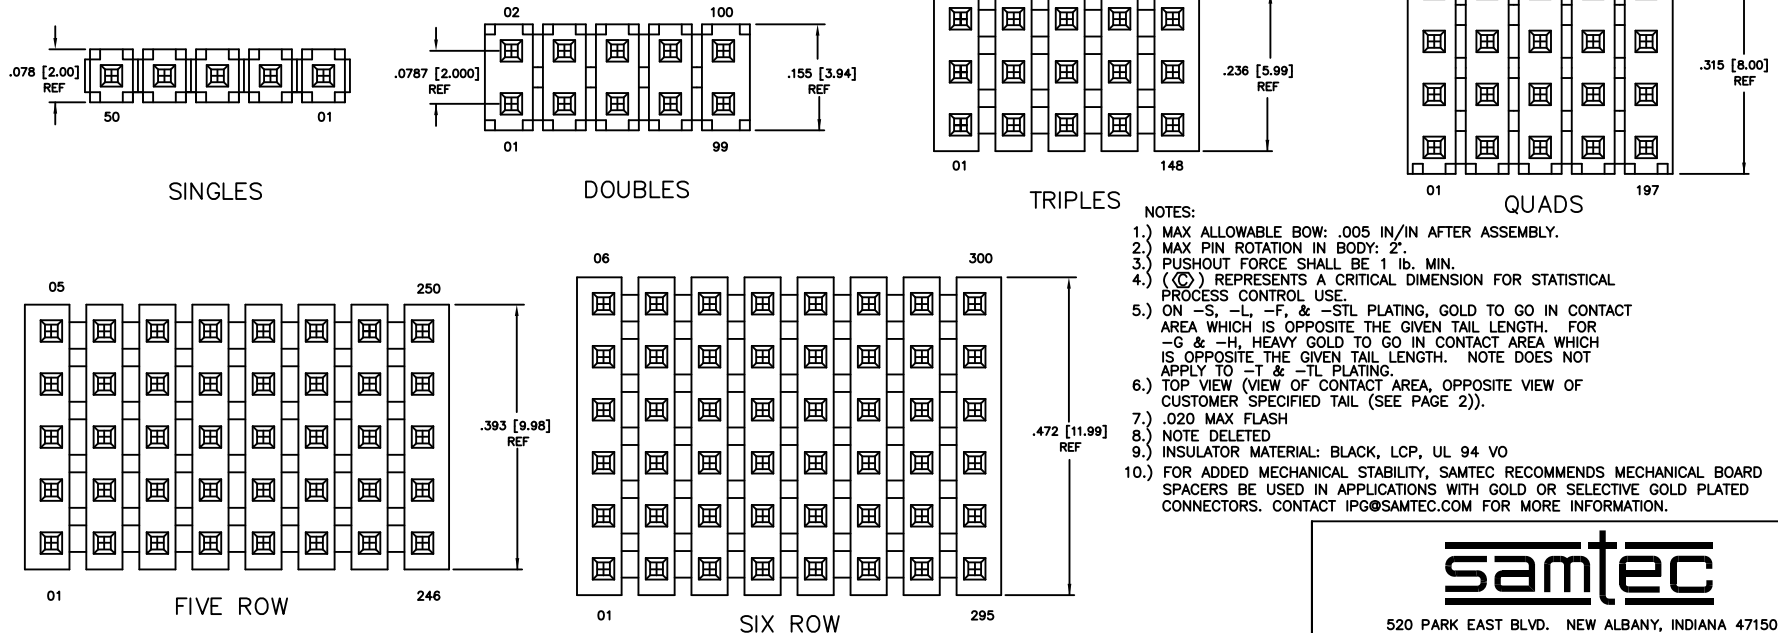 02
100
.078 [2.00]
REF
50
01
SINGLES
.0787 [2.000]
REF
.155 [3.94]
REF
01
99
DOUBLES
.236 [5.99]
REF
01
148
TRIPLES
.315 [8.00]
REF
01
197
QUADS
NOTES:
1.) MAX ALLOWABLE BOW: .005 IN/IN AFTER ASSEMBLY.
2.) MAX PIN ROTATION IN BODY: 2°.
3.) PUSHOUT FORCE SHALL BE 1 lb. MIN.
4.) (C) REPRESENTS A CRITICAL DIMENSION FOR STATISTICAL
PROCESS CONTROL USE.
5.) ON -S, -L, -F, & -STL PLATING, GOLD TO GO IN CONTACT
AREA WHICH IS OPPOSITE THE GIVEN TAIL LENGTH. FOR
-G & -H, HEAVY GOLD TO GO IN CONTACT AREA WHICH
IS OPPOSITE THE GIVEN TAIL LENGTH. NOTE DOES NOT
APPLY TO -T & -TL PLATING.
6.) TOP VIEW (VIEW OF CONTACT AREA, OPPOSITE VIEW OF
CUSTOMER SPECIFIED TAIL (SEE PAGE 2)).
7.) .020 MAX FLASH
8.) NOTE DELETED
9.) INSULATOR MATERIAL: BLACK, LCP, UL 94 VO
10.) FOR ADDED MECHANICAL STABILITY, SAMTEC RECOMMENDS MECHANICAL BOARD
SPACERS BE USED IN APPLICATIONS WITH GOLD OR SELECTIVE GOLD PLATED
CONNECTORS. CONTACT IPG@SAMTEC.COM FOR MORE INFORMATION.
05
250
.393 [9.98]
REF
01
246
FIVE ROW
06
300
.472 [11.99]
REF
01
295
SIX ROW
samtec
520 PARK EAST BLVD. NEW ALBANY, INDIANA 47150